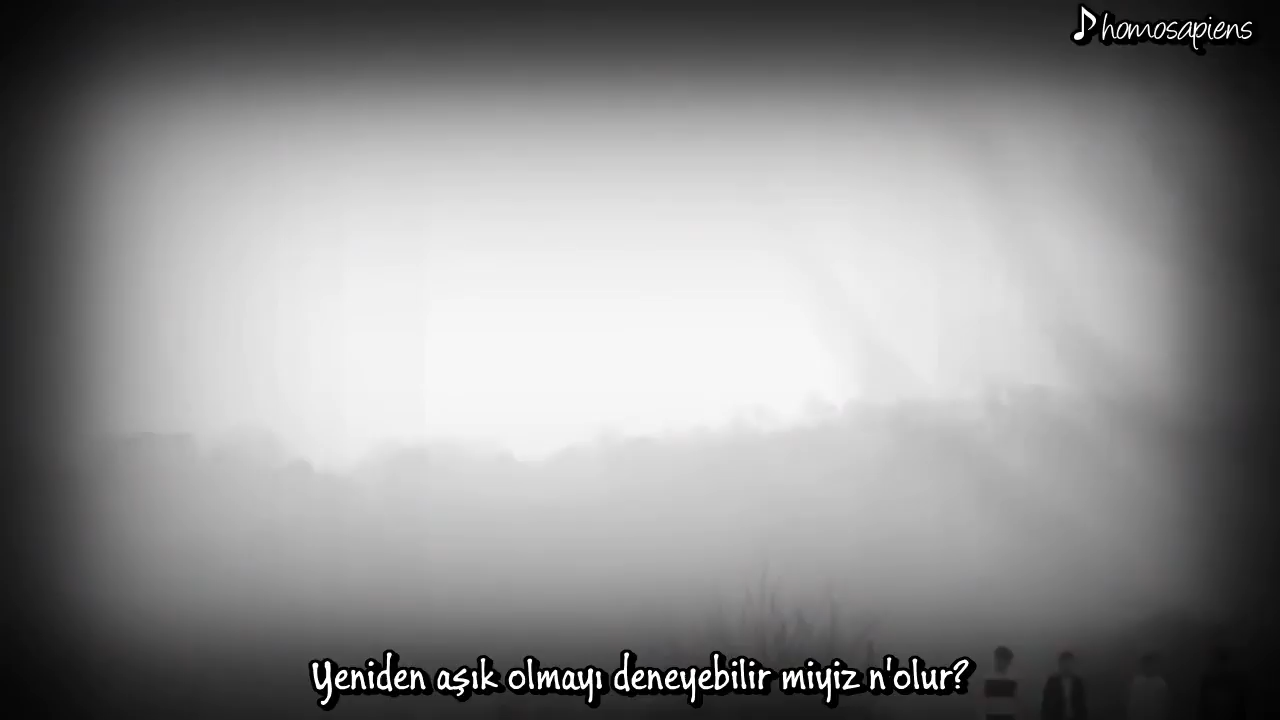 ♪homosapiens
Yeniden aşık olmayı deneyebilir miyiz n'olur?